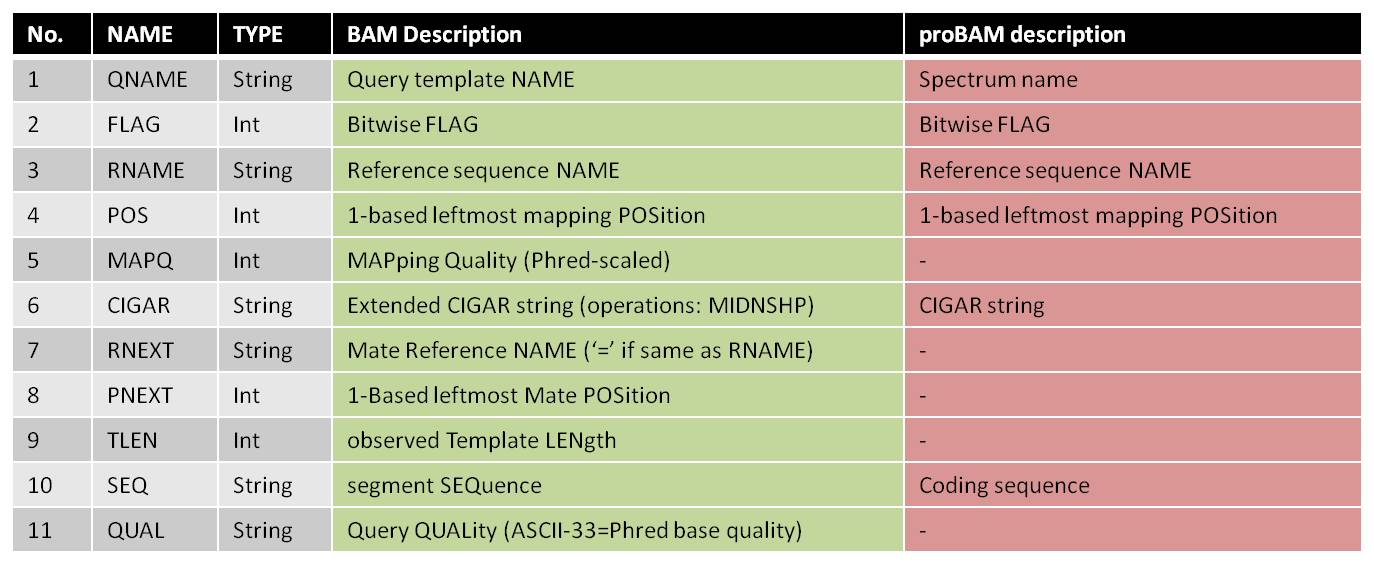 No. NAME TYPE BAM Description proBAM description
1 QNAME String Query template NAME Spectrum name
2 FLAG Int Bitwise FLAG Bitwise FLAG
3 RNAME String Reference sequence NAME Reference sequence NAME
4 POS Int 1-based leftmost mapping POSition 1-based leftmost mapping POSition
5 MAPQ Int MAPping Quality (Phred-scaled) -
6 CIGAR String Extended CIGAR string (operations: MIDNSHP) CIGAR string
7 RNEXT String Mate Reference NAME (‘=’ if same as RNAME) -
8 PNEXT Int 1-Based leftmost Mate POSition -
9 TLEN Int observed Template LENgth -
10 SEQ String segment SEQuence Coding sequence
11 QUAL String Query QUALity (ASCII-33=Phred base quality) -